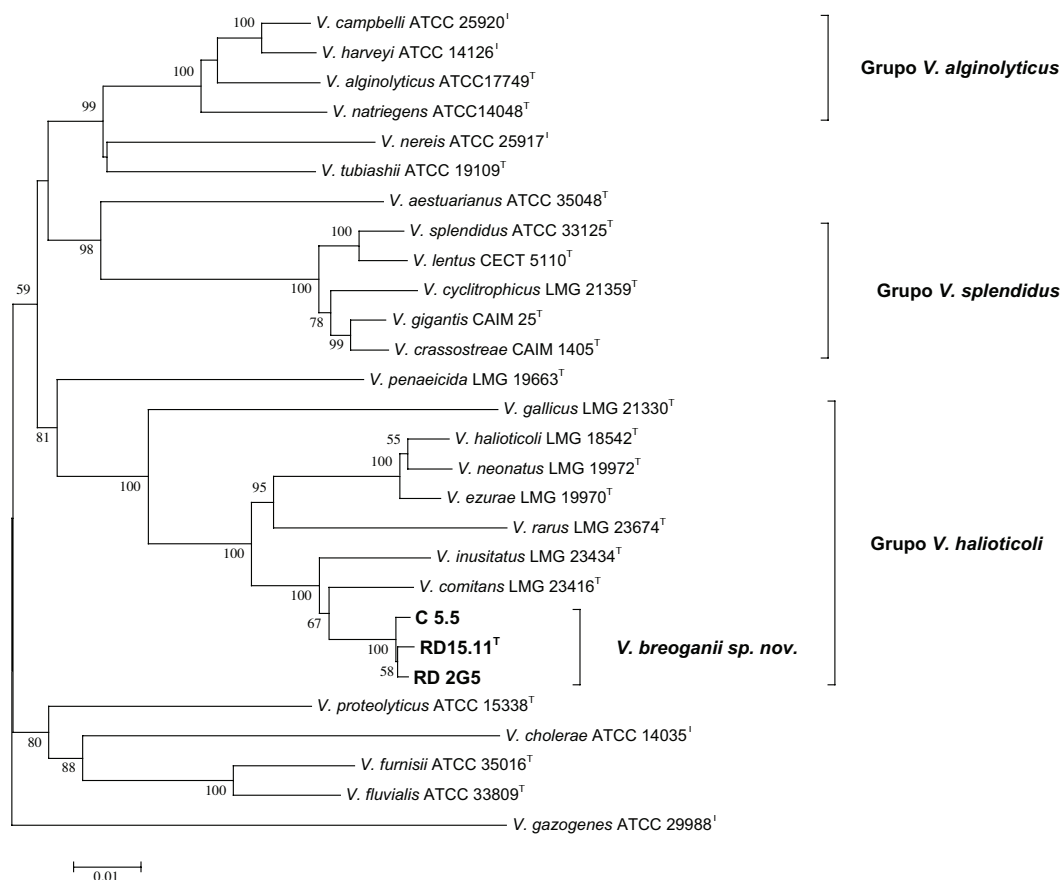 100
V. campbelli ATCC 25920ᵀ
V. harveyi ATCC 14126ᵀ
Grupo V. alginolyticus
100
V. alginolyticus ATCC17749ᵀ
99
V. natriegens ATCC14048ᵀ
V. nereis ATCC 25917ᵀ
V. tubiashii ATCC 19109ᵀ
V. aestuarianus ATCC 35048ᵀ
98
100
V. splendidus ATCC 33125ᵀ
V. lentus CECT 5110ᵀ
59
100
V. cyclitrophicus LMG 21359ᵀ
Grupo V. splendidus
78
V. gigantis CAIM 25ᵀ
99
V. crassostreae CAIM 1405ᵀ
V. penaeicida LMG 19663ᵀ
81
V. gallicus LMG 21330ᵀ
55
V. halioticoli LMG 18542ᵀ
100
V. neonatus LMG 19972ᵀ
100
95
V. ezurae LMG 19970ᵀ
V. rarus LMG 23674ᵀ
Grupo V. halioticoli
100
V. inusitatus LMG 23434ᵀ
100
V. comitans LMG 23416ᵀ
67
C 5.5
100
RD15.11ᵀ
V. breoganii sp. nov.
58
RD 2G5
V. proteolyticus ATCC 15338ᵀ
80
V. cholerae ATCC 14035ᵀ
88
V. furnisii ATCC 35016ᵀ
100
V. fluvialis ATCC 33809ᵀ
V. gazogenes ATCC 29988ᵀ
0.01